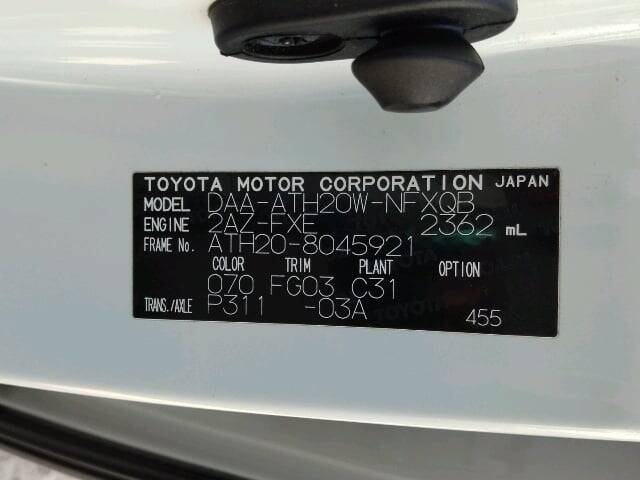 TOYOTA MOTOR CORPORATION JAPAN
MODEL DAA-ATH20W-NFXQB
ENGINE 2AZ-FXE 2362 mL
FRAME No. ATH20-8045921
COLOR TRIM PLANT OPTION
070 FG03 C31
TRANS./AXLE P311 -03A
455